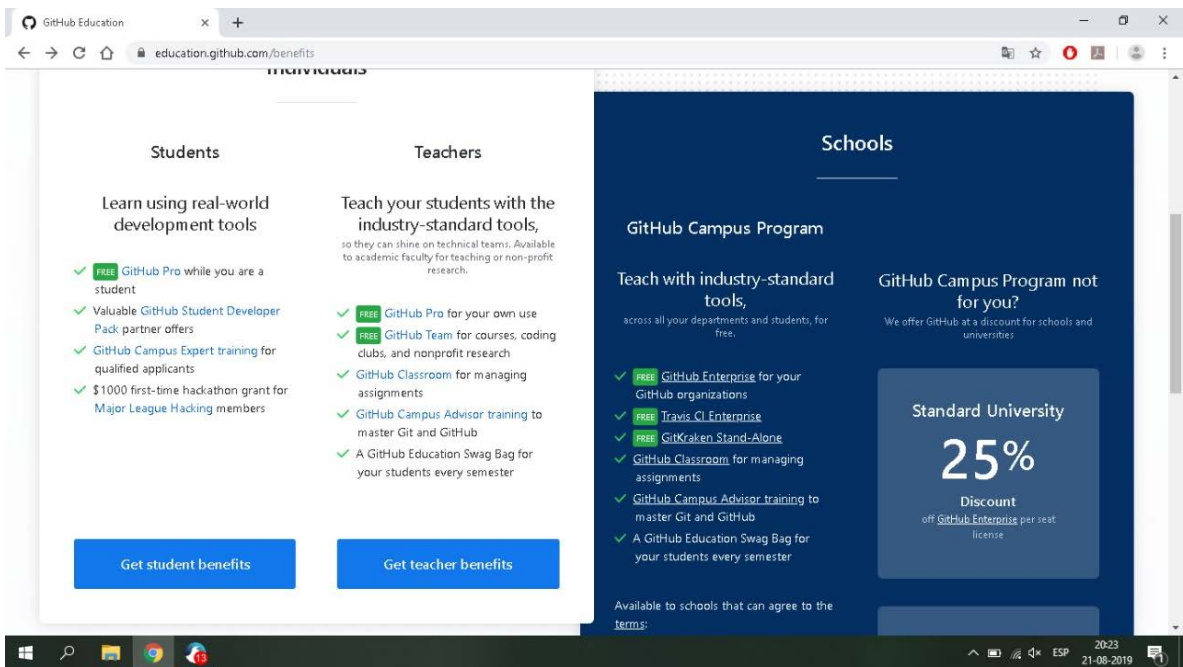 GitHub Education
education.github.com/benefits
Individuals
Students
Learn using real-world
development tools
FREE GitHub Pro while you are a
student
Valuable GitHub Student Developer
Pack partner offers
GitHub Campus Expert training for
qualified applicants
$1000 first-time hackathon grant for
Major League Hacking members
Get student benefits
Teachers
Teach your students with the
industry-standard tools,
so they can shine on technical teams. Available
to academic faculty for teaching or non-profit
research.
FREE GitHub Pro for your own use
FREE GitHub Team for courses, coding
clubs, and nonprofit research
GitHub Classroom for managing
assignments
GitHub Campus Advisor training to
master Git and GitHub
A GitHub Education Swag Bag for
your students every semester
Get teacher benefits
Schools
GitHub Campus Program
Teach with industry-standard
tools,
across all your departments and students, for
free.
FREE GitHub Enterprise for your
GitHub organizations
FREE Travis CI Enterprise
FREE GitKraken Stand-Alone
GitHub Classroom for managing
assignments
GitHub Campus Advisor training to
master Git and GitHub
A GitHub Education Swag Bag for
your students every semester
Available to schools that can agree to the
terms:
GitHub Campus Program not
for you?
We offer GitHub at a discount for schools and
universities
Standard University
25%
Discount
off GitHub Enterprise per seat
license
13
ESP
20:23
21-08-2019
1